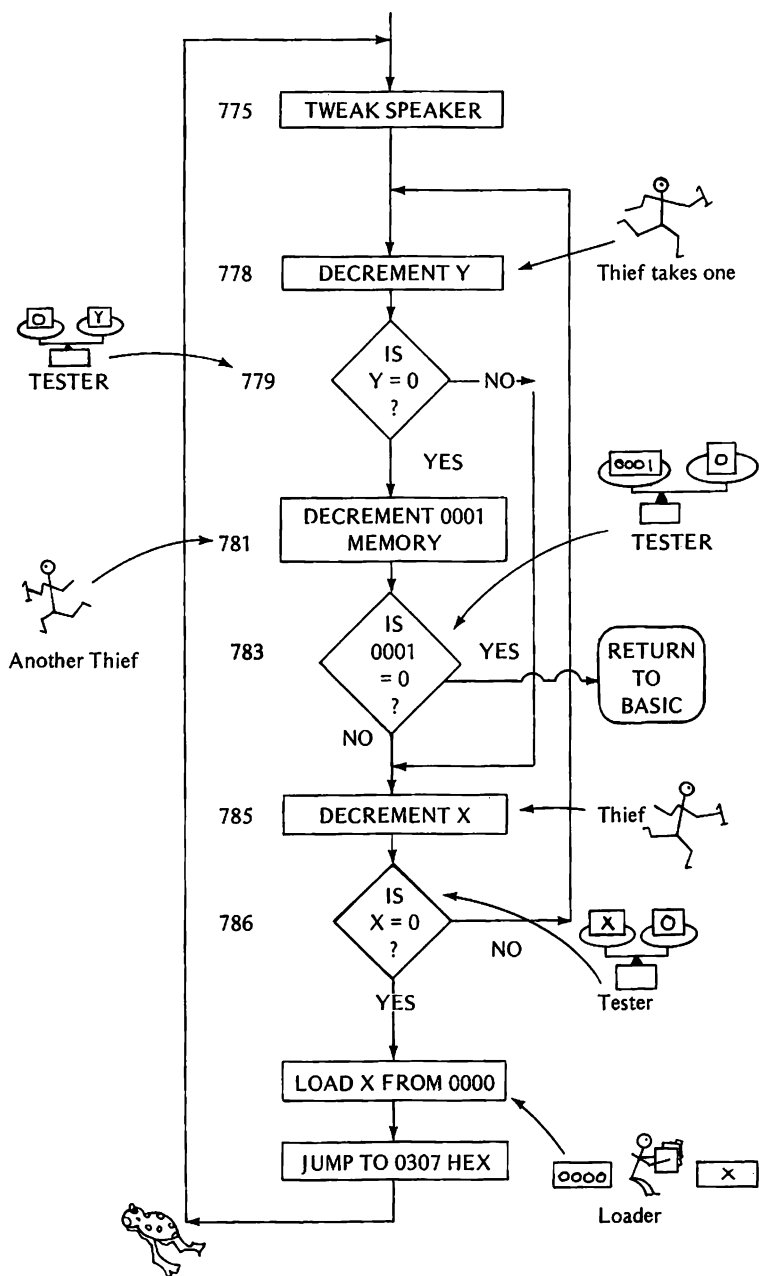 775
TWEAK SPEAKER
778
DECREMENT Y
Thief takes one
O Y
TESTER
779
IS
Y = 0
?
NO
YES
0001 O
TESTER
781
DECREMENT 0001
MEMORY
Another Thief
783
IS
0001
= 0
?
YES
RETURN
TO
BASIC
NO
785
DECREMENT X
Thief
786
IS
X = 0
?
NO
X O
Tester
YES
LOAD X FROM 0000
JUMP TO 0307 HEX
0000 X
Loader